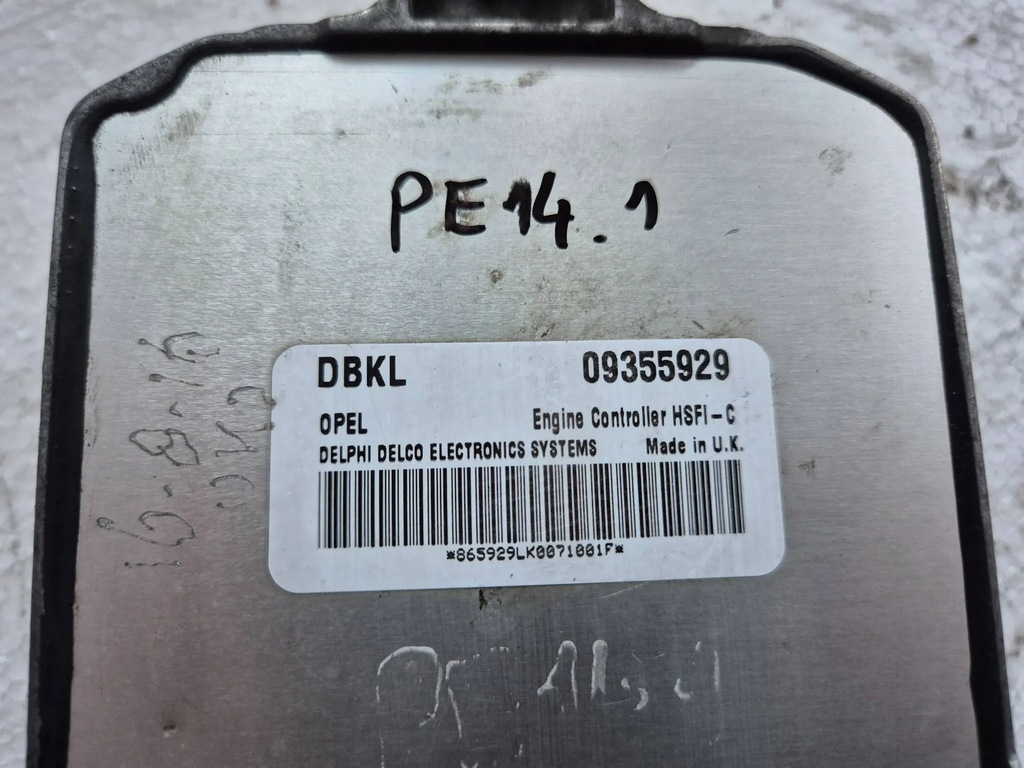 PE14.1
DBKL 09355929
OPEL Engine Controller HSFI-C
DELPHI DELCO ELECTRONICS SYSTEMS Made in U.K.
*865929LK0071001F*